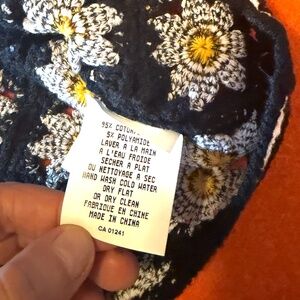 95% COTON
5% POLYAMIDE
LAVER A LA MAIN
A L'EAU FROIDE
SECHER A PLAT
OU NETTOYAGE A SEC
HAND WASH COLD WATER
DRY FLAT
OR DRY CLEAN
FABRIQUE EN CHINE
MADE IN CHINA
CA 01241